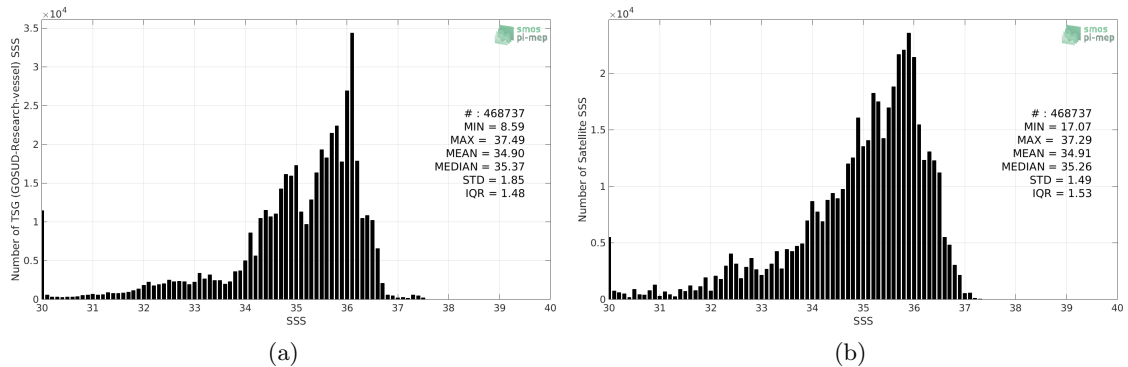 ×10⁴
3.5
3
2.5
2
1.5
1
0.5
0
Number of TSG (GOSUD-Research-vessel) SSS
smos
pi-mep
# : 468737
MIN = 8.59
MAX = 37.49
MEAN = 34.90
MEDIAN = 35.37
STD = 1.85
IQR = 1.48
30 31 32 33 34 35 36 37 38 39 40
SSS
(a)
×10⁴
2
1.5
1
0.5
0
Number of Satellite SSS
smos
pi-mep
# : 468737
MIN = 17.07
MAX = 37.29
MEAN = 34.91
MEDIAN = 35.26
STD = 1.49
IQR = 1.53
30 31 32 33 34 35 36 37 38 39 40
SSS
(b)